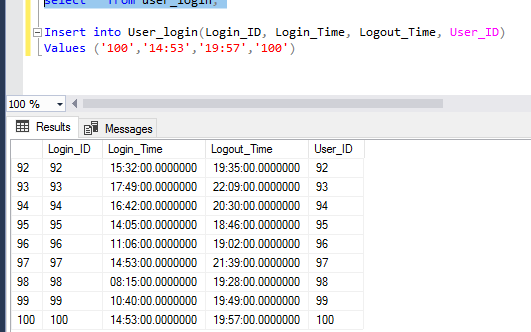 select * from user_login;
Insert into User_login(Login_ID, Login_Time, Logout_Time, User_ID)
Values ('100','14:53','19:57','100')
100 %
Results Messages
Login_ID Login_Time Logout_Time User_ID
92 92 15:32:00.0000000 19:35:00.0000000 92
93 93 17:49:00.0000000 22:09:00.0000000 93
94 94 16:42:00.0000000 20:30:00.0000000 94
95 95 14:05:00.0000000 18:46:00.0000000 95
96 96 11:06:00.0000000 19:02:00.0000000 96
97 97 14:53:00.0000000 21:39:00.0000000 97
98 98 08:15:00.0000000 19:28:00.0000000 98
99 99 10:40:00.0000000 19:49:00.0000000 99
100 100 14:53:00.0000000 19:57:00.0000000 100